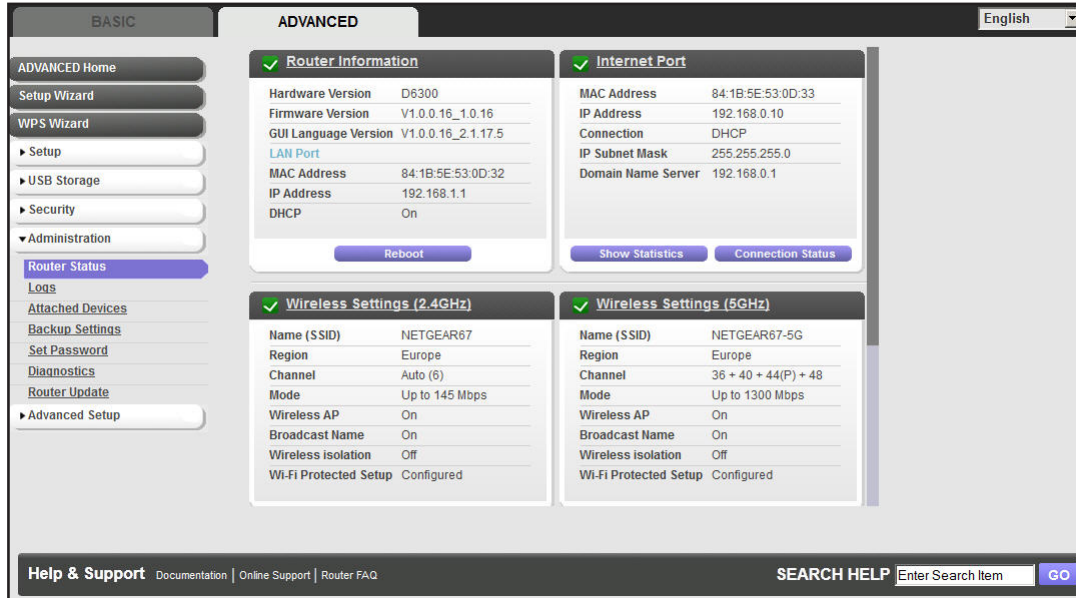 BASIC
ADVANCED
English
ADVANCED Home
Setup Wizard
WPS Wizard
Setup
USB Storage
Security
Administration
Router Status
Logs
Attached Devices
Backup Settings
Set Password
Diagnostics
Router Update
Advanced Setup
Router Information
Hardware Version D6300
Firmware Version V1.0.0.16_1.0.16
GUI Language Version V1.0.0.16_2.1.17.5
LAN Port
MAC Address 84:1B:5E:53:0D:32
IP Address 192.168.1.1
DHCP On
Reboot
Internet Port
MAC Address 84:1B:5E:53:0D:33
IP Address 192.168.0.10
Connection DHCP
IP Subnet Mask 255.255.255.0
Domain Name Server 192.168.0.1
Show Statistics Connection Status
Wireless Settings (2.4GHz)
Name (SSID) NETGEAR67
Region Europe
Channel Auto (6)
Mode Up to 145 Mbps
Wireless AP On
Broadcast Name On
Wireless isolation Off
Wi-Fi Protected Setup Configured
Wireless Settings (5GHz)
Name (SSID) NETGEAR67-5G
Region Europe
Channel 36 + 40 + 44(P) + 48
Mode Up to 1300 Mbps
Wireless AP On
Broadcast Name On
Wireless isolation Off
Wi-Fi Protected Setup Configured
Help & Support Documentation | Online Support | Router FAQ
SEARCH HELP Enter Search Item GO